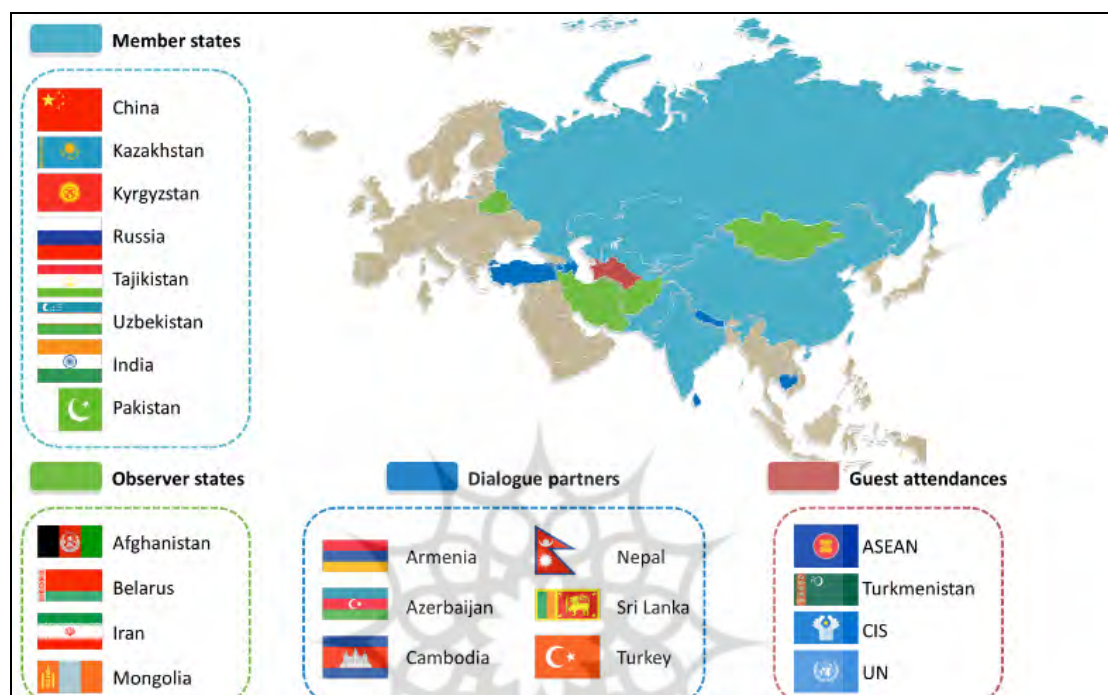 Member states
China
Kazakhstan
Kyrgyzstan
Russia
Tajikistan
Uzbekistan
India
Pakistan
Observer states
Afghanistan
Belarus
Iran
Mongolia
Dialogue partners
Armenia
Azerbaijan
Cambodia
Nepal
Sri Lanka
Turkey
Guest attendances
ASEAN
Turkmenistan
CIS
UN